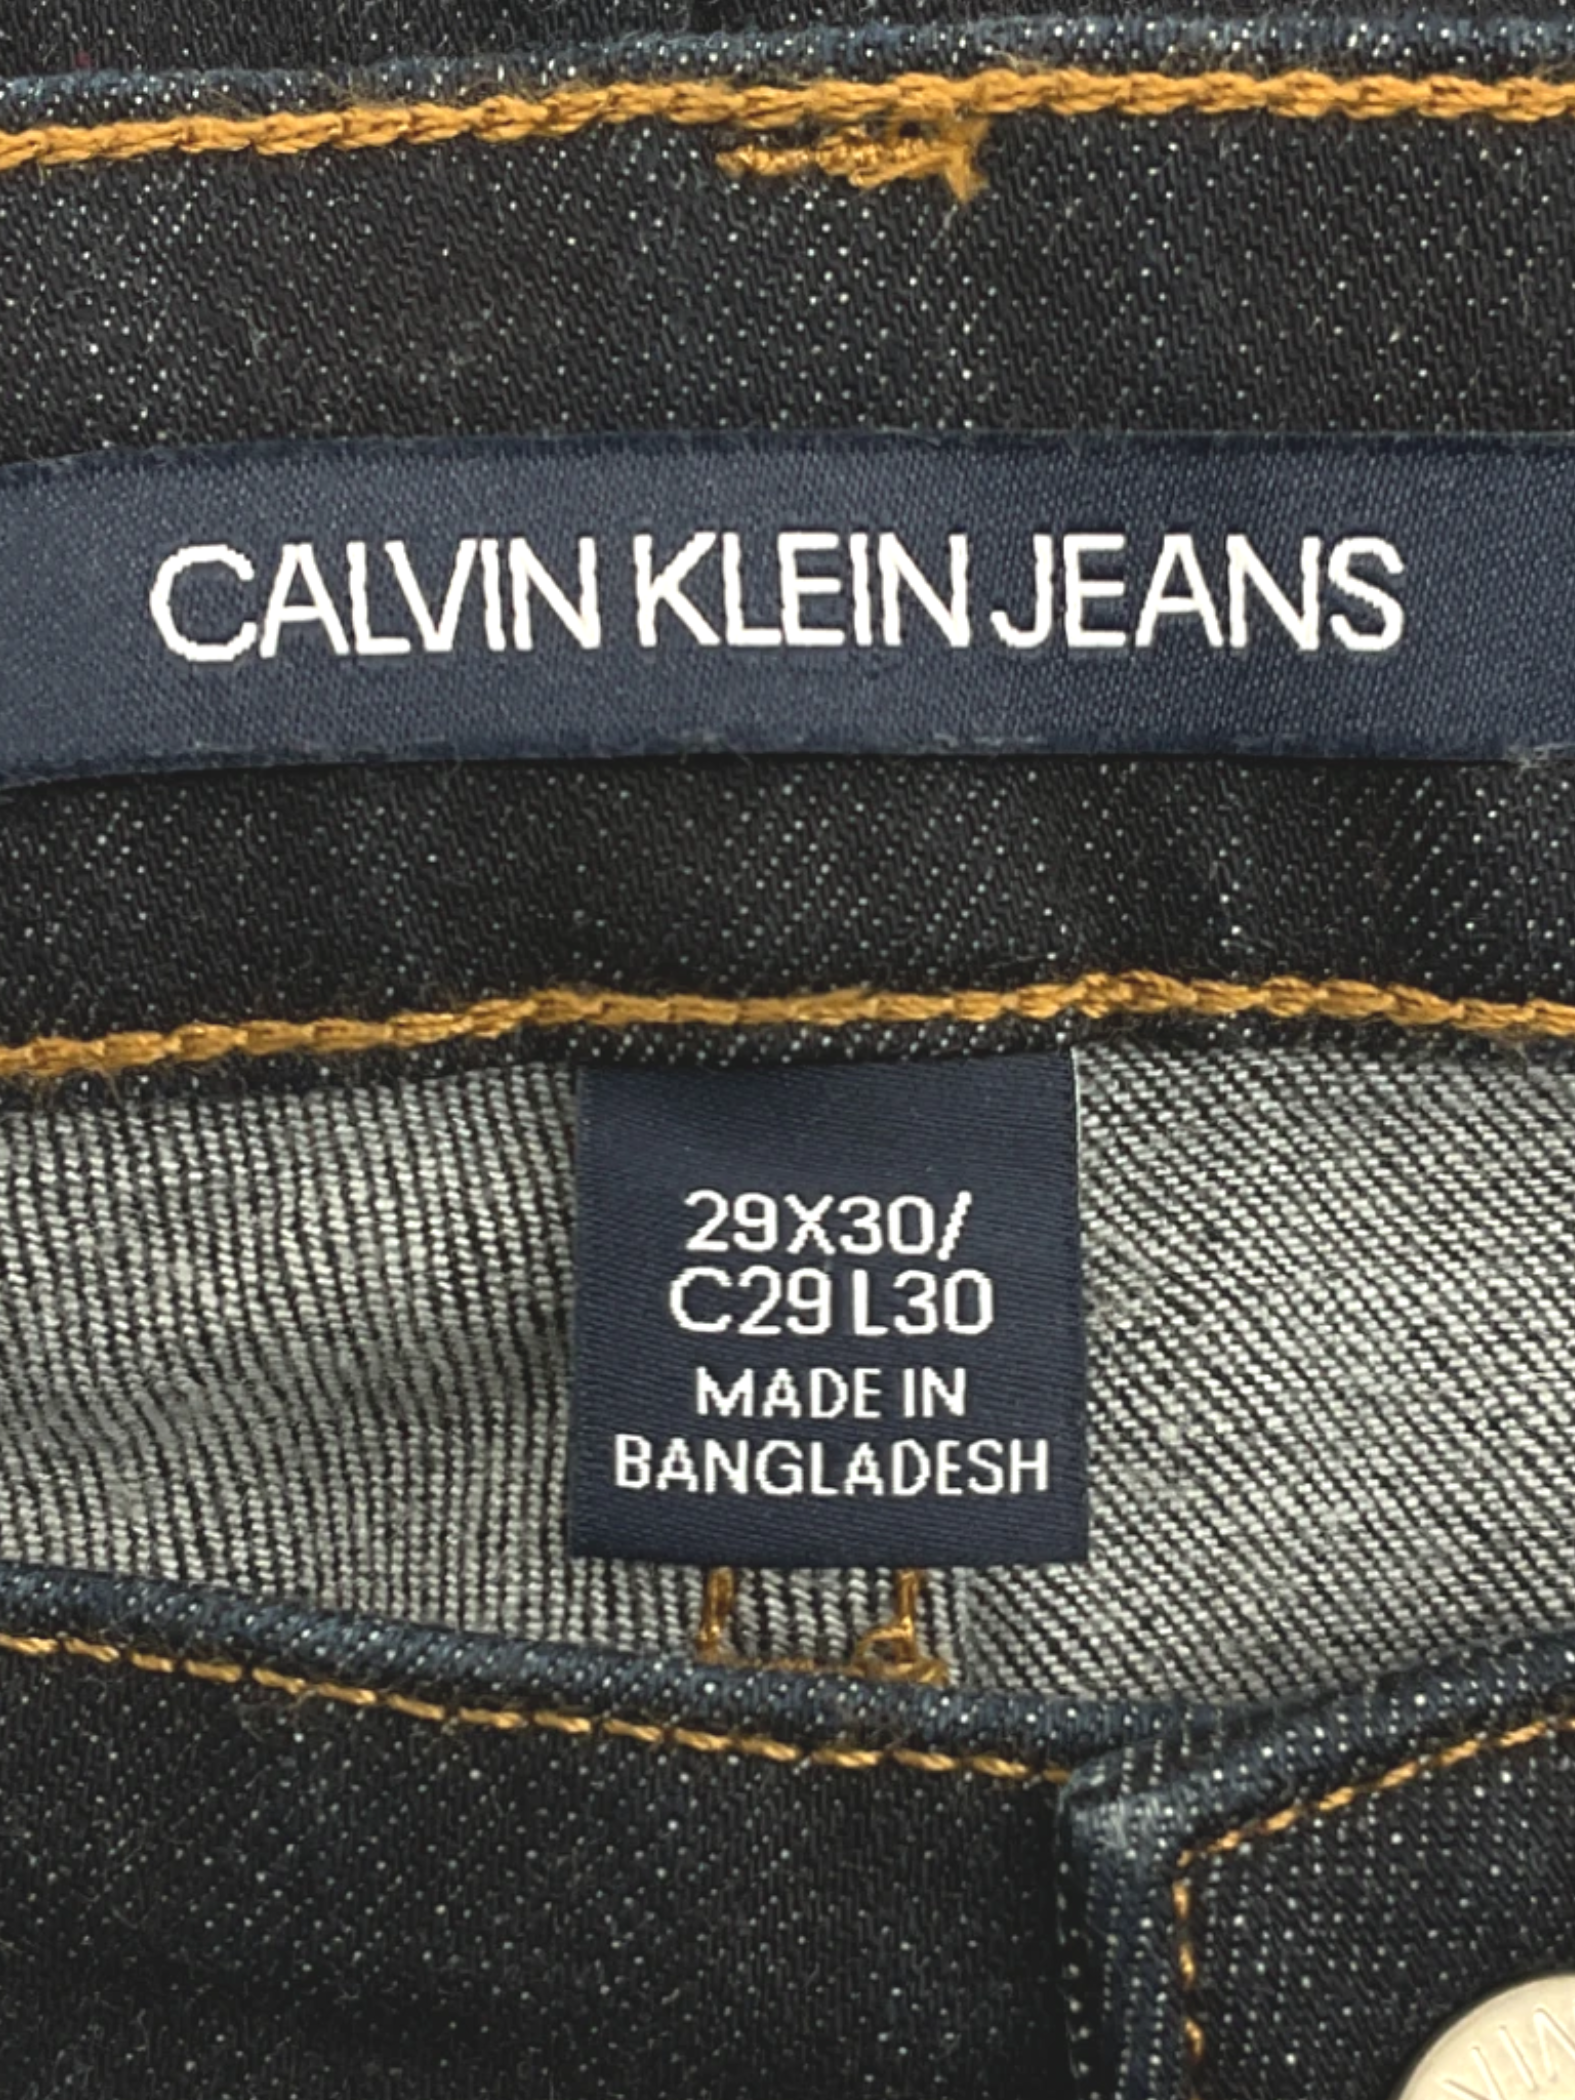 CALVIN KLEIN JEANS
29X30/
C29 L30
MADE IN
BANGLADESH